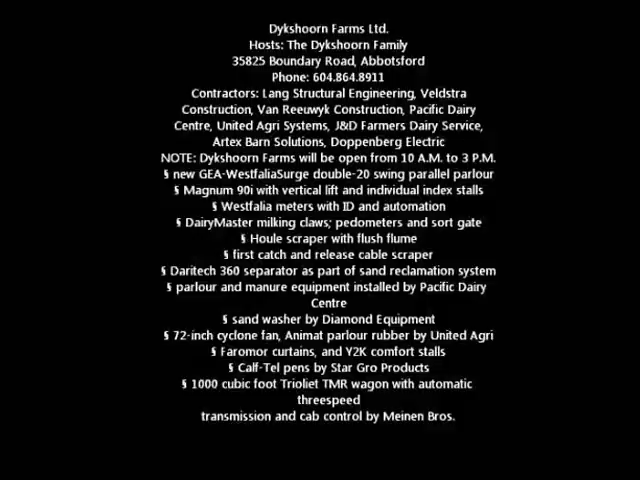 Dykshoorn Farms Ltd.
Hosts: The Dykshoorn Family
35825 Boundary Road, Abbotsford
Phone: 604.864.8911
Contractors: Lang Structural Engineering, Veldstra
Construction, Van Reeuwyk Construction, Pacific Dairy
Centre, United Agri Systems, J&D Farmers Dairy Service,
Artex Barn Solutions, Doppenberg Electric
NOTE: Dykshoorn Farms will be open from 10 A.M. to 3 P.M.
§ new GEA-WestfaliaSurge double-20 swing parallel parlour
§ Magnum 90i with vertical lift and individual index stalls
§ Westfalia meters with ID and automation
§ DairyMaster milking claws; pedometers and sort gate
§ Houle scraper with flush flume
§ first catch and release cable scraper
§ Daritech 360 separator as part of sand reclamation system
§ parlour and manure equipment installed by Pacific Dairy
Centre
§ sand washer by Diamond Equipment
§ 72-inch cyclone fan, Animat parlour rubber by United Agri
§ Faromor curtains, and Y2K comfort stalls
§ Calf-Tel pens by Star Gro Products
§ 1000 cubic foot Trioliet TMR wagon with automatic
threespeed
transmission and cab control by Meinen Bros.